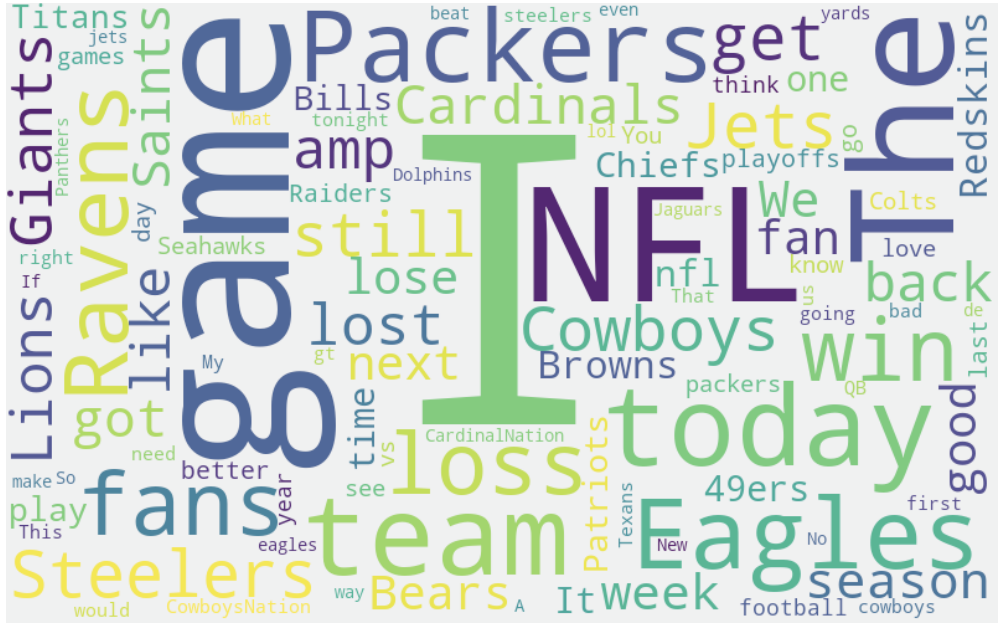 Titans
jets
games
Giants
Panthers
Ravens
Saints
day
right
If
Seahawks
like
Lions
got
need
make
So
play
This
fans
Steelers
would
CowboysNation
game
What
better
year
eagles
My
Packers
beat
steelers
even
yards
get
think
one
Bills
tonight
Cardinals
amp
Raiders
Dolphins
lol
You
Jets
go
The
Redskins
Chiefs
playoffs
We
Colts
I
NFL
Jaguars
fan
love
still
lose
lost
gt
next
nfl
That
know
us
going
back
bad
de
last
Cowboys
Browns
win
packers
QB
time
vs
CardinalNation
loss
see
today
good
team
Patriots
Texans
49ers
first
Eagles
New
No
way
Bears
A
It
week
season
football
cowboys